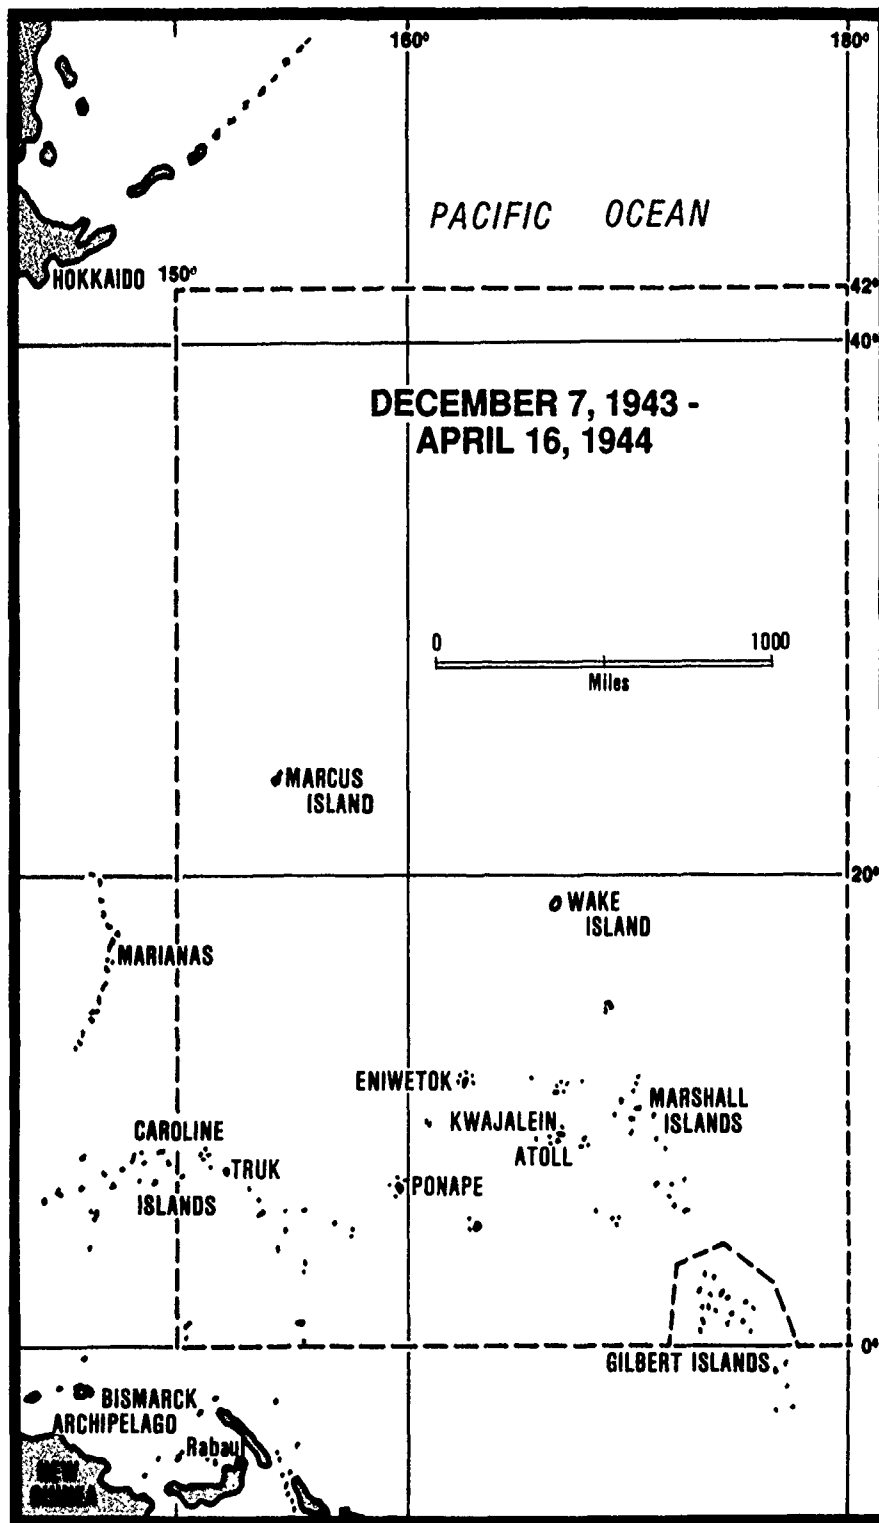 160° 180°
PACIFIC OCEAN
HOKKAIDO 150°
42°
40°
DECEMBER 7, 1943 -
APRIL 16, 1944
0 1000
Miles
MARCUS
ISLAND
20°
WAKE
ISLAND
MARIANAS
ENIWETOK
MARSHALL
ISLANDS
KWAJALEIN
ATOLL
CAROLINE
ISLANDS
TRUK
PONAPE
0°
GILBERT ISLANDS
BISMARCK
ARCHIPELAGO
Rabaul
NEW
GUINEA